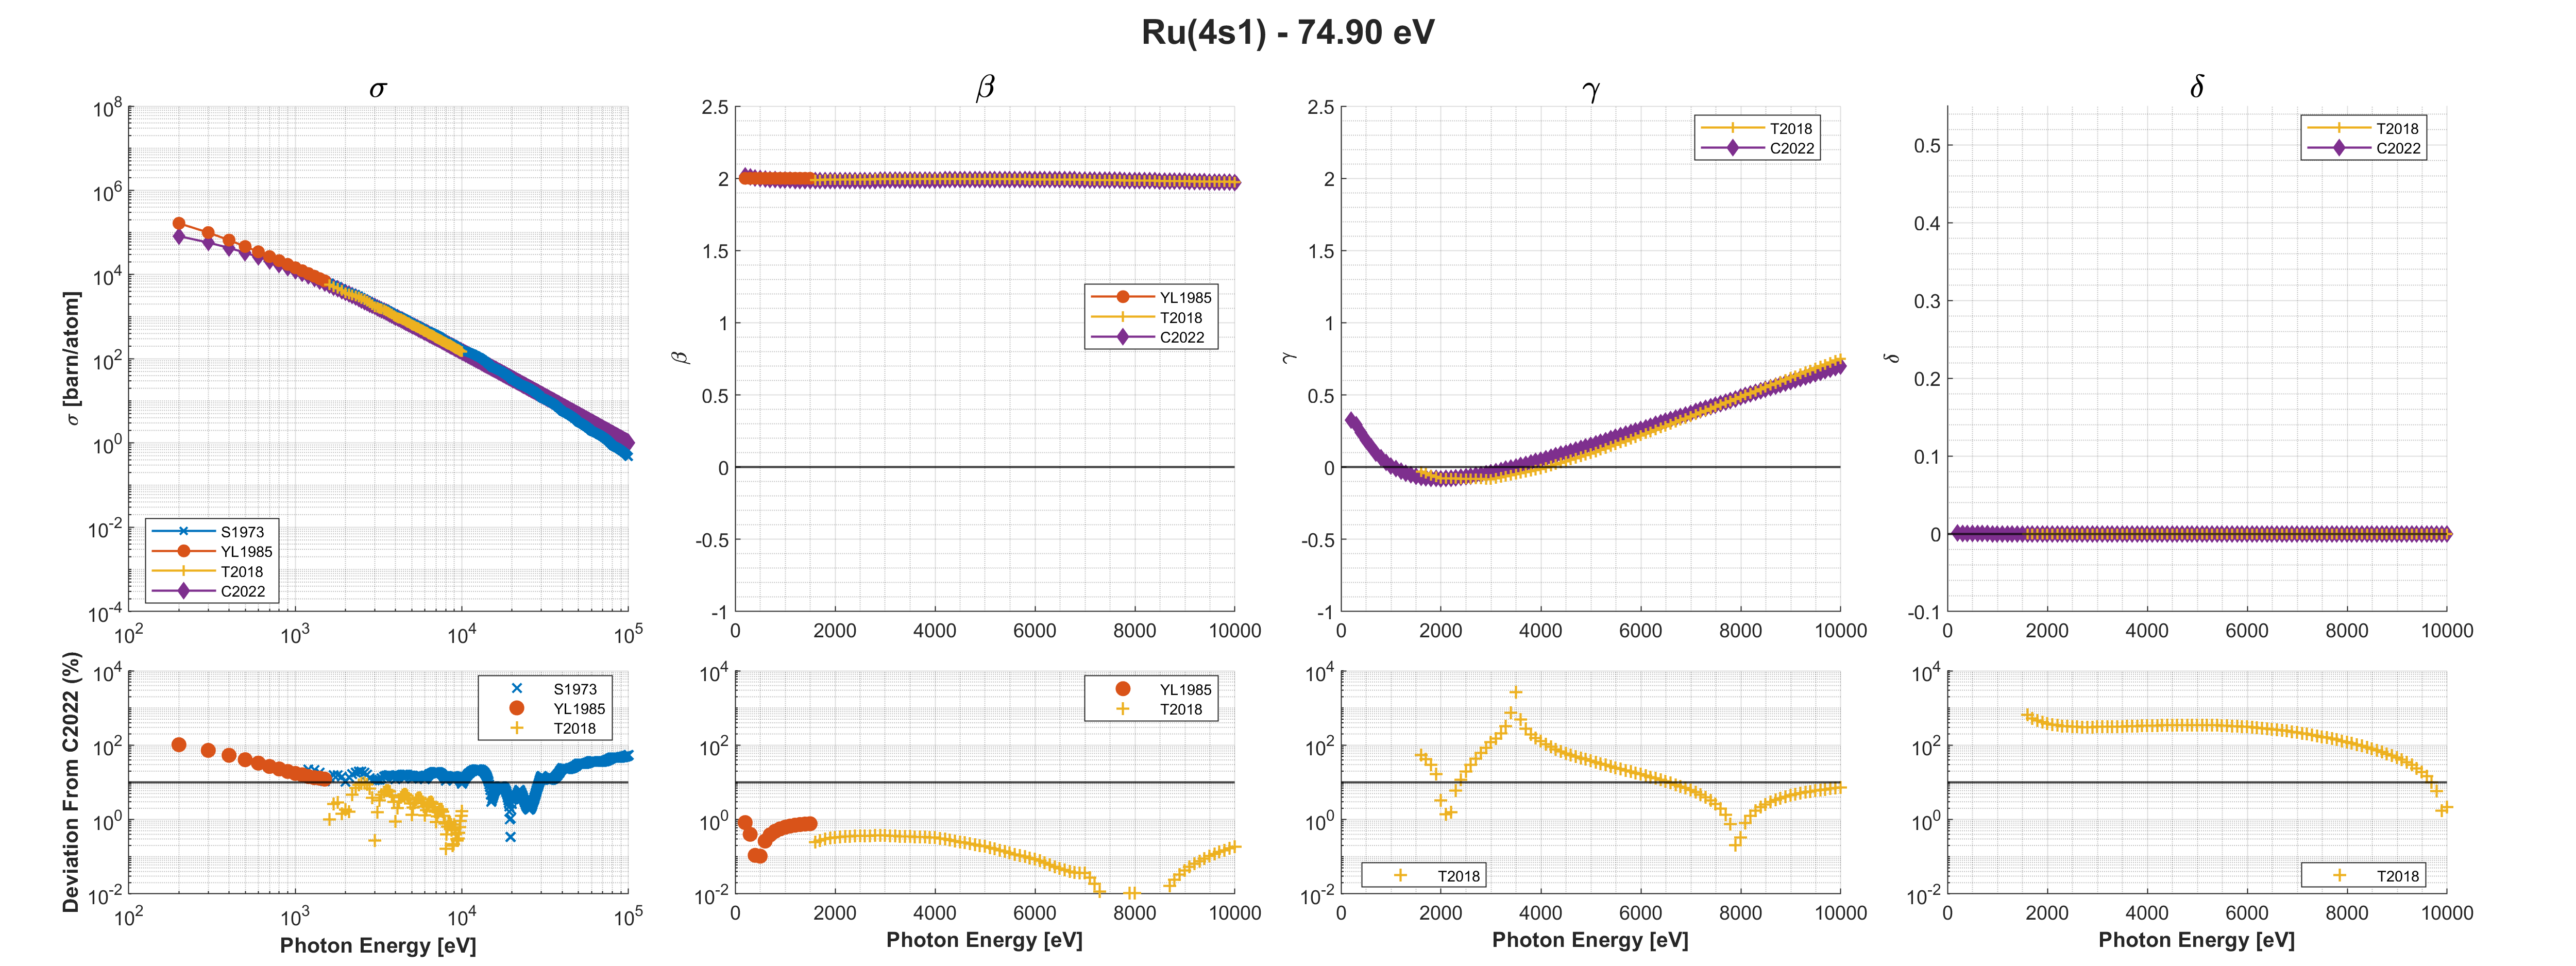 Ru(4s1) - 74.90 eV
σ
10^8
10^6
10^4
10^2
10^0
10^-2
10^-4
10^2
10^3
10^4
10^5
σ [barn/atom]
S1973
YL1985
T2018
C2022
β
2.5
2
1.5
1
0.5
0
-0.5
-1
0
2000
4000
6000
8000
10000
β
YL1985
T2018
C2022
γ
2.5
2
1.5
1
0.5
0
-0.5
-1
0
2000
4000
6000
8000
10000
γ
T2018
C2022
δ
0.5
0.4
0.3
0.2
0.1
0
-0.1
0
2000
4000
6000
8000
10000
δ
T2018
C2022
Deviation From C2022 (%)
10^4
10^2
10^0
10^-2
10^2
10^3
10^4
10^5
Photon Energy [eV]
S1973
YL1985
T2018
10^4
10^2
10^0
10^-2
0
2000
4000
6000
8000
10000
Photon Energy [eV]
YL1985
T2018
10^4
10^2
10^0
10^-2
0
2000
4000
6000
8000
10000
Photon Energy [eV]
T2018
10^4
10^2
10^0
10^-2
0
2000
4000
6000
8000
10000
Photon Energy [eV]
T2018